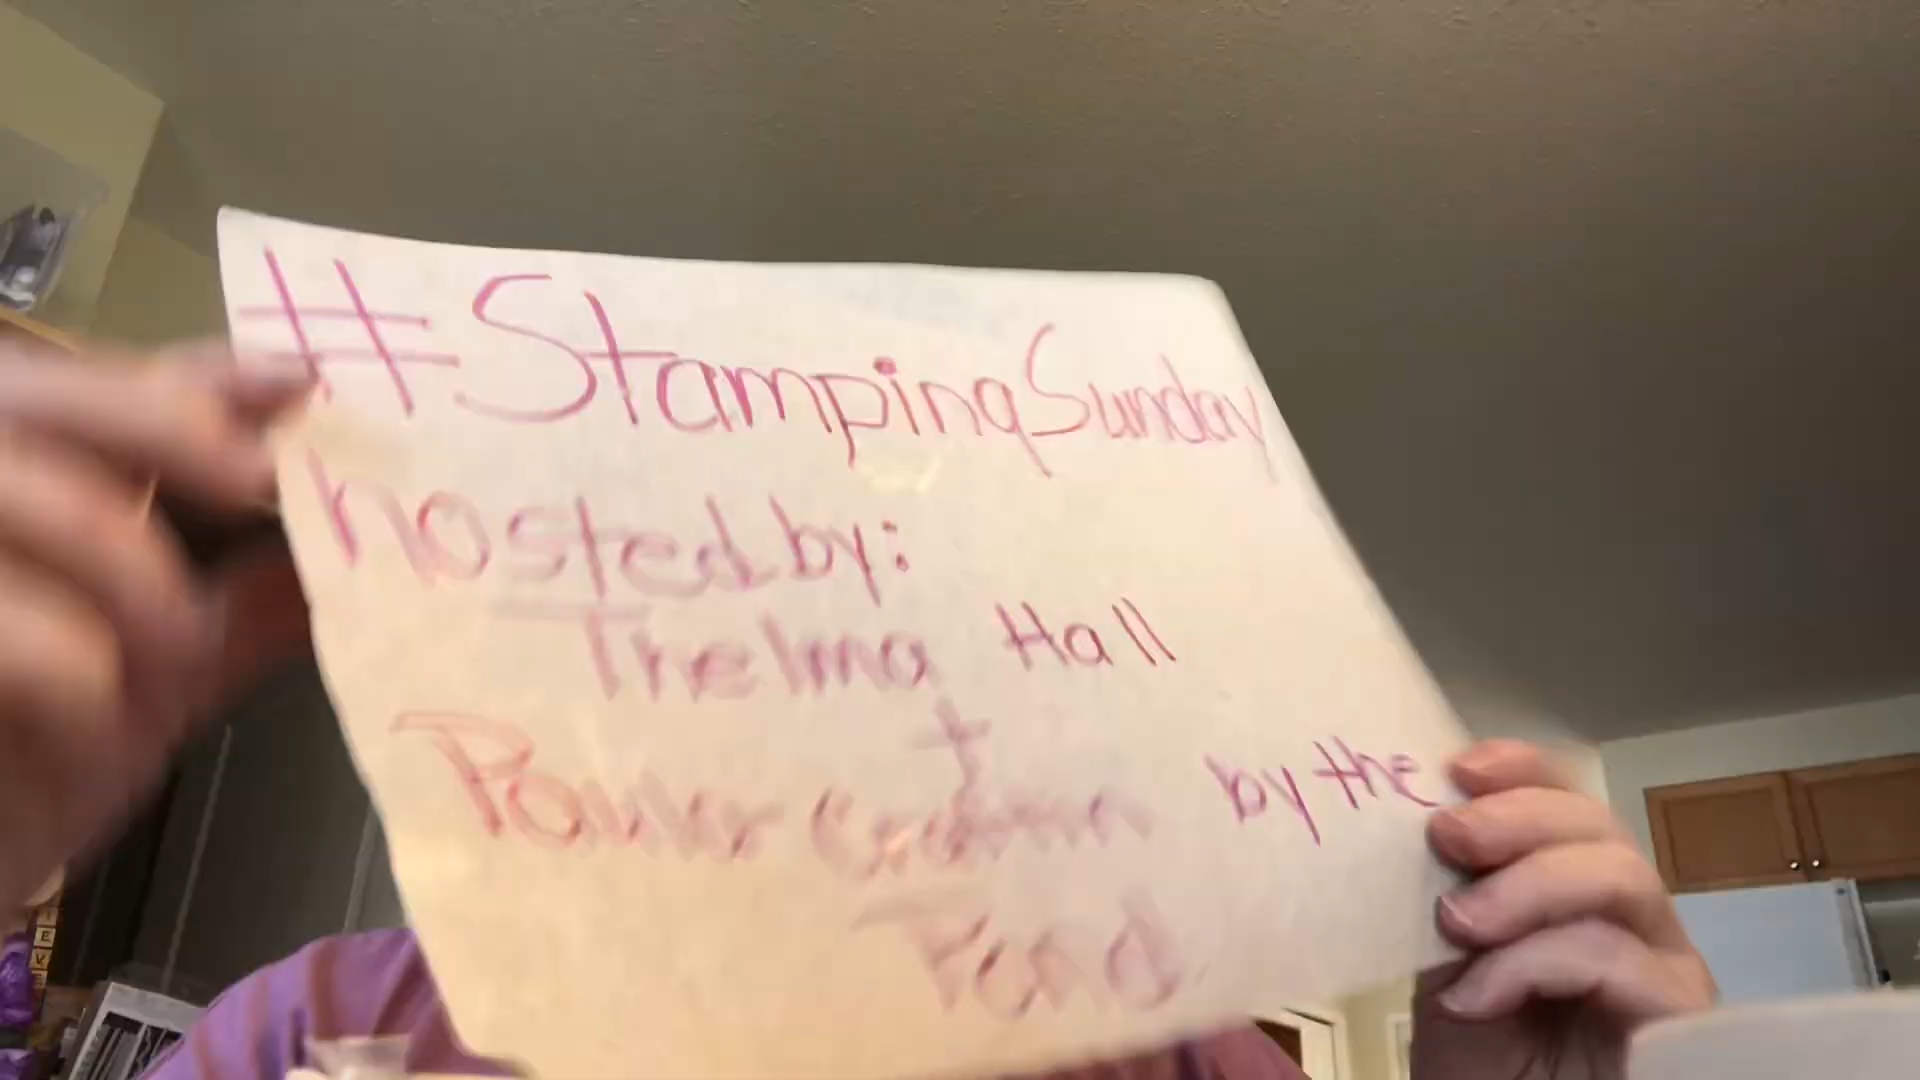 #StampingSunday
hosted by:
Thelma Hall
+
by the
Pond